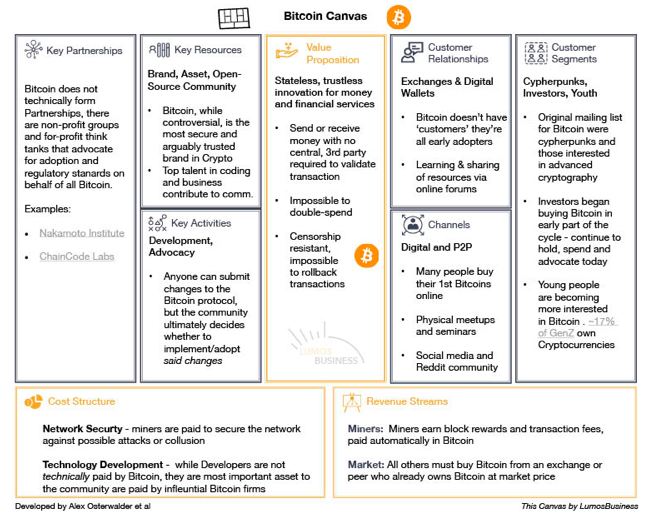 Bitcoin Canvas
Key Partnerships
Bitcoin does not
technically form
Partnerships, there
are non-profit groups
and for-profit think
tanks that advocate
for adoption and
regulatory stanards on
behalf of all Bitcoin.
Examples:
• Nakamoto Institute
• ChainCode Labs
Key Resources
Brand, Asset, Open-
Source Community
• Bitcoin, while
controversial, is the
most secure and
arguably trusted
brand in Crypto
• Top talent in coding
and business
contribute to comm.
Key Activities
Development,
Advocacy
• Anyone can submit
changes to the
Bitcoin protocol,
but the community
ultimately decides
whether to
implement/adopt
said changes
Value
Proposition
Stateless, trustless
innovation for money
and financial services
• Send or receive
money with no
central, 3rd party
required to validate
transaction
• Impossible to
double-spend
• Censorship
resistant,
impossible
to rollback
transactions
LUMOS
BUSINESS
Customer
Relationships
Exchanges & Digital
Wallets
• Bitcoin doesn't have
'customers' they're
all early adopters
• Learning & sharing
of resources via
online forums
Channels
Digital and P2P
• Many people buy
their 1st Bitcoins
online
• Physical meetups
and seminars
• Social media and
Reddit community
Customer
Segments
Cypherpunks,
Investors, Youth
• Original mailing list
for Bitcoin were
cypherpunks and
those interested
in advanced
cryptography
• Investors began
buying Bitcoin in
early part of the
cycle - continue to
hold, spend and
advocate today
• Young people
are becoming
more interested
in Bitcoin . ~17%
of GenZ own
Cryptocurrencies
Cost Structure
Network Securty - miners are paid to secure the network
against possible attacks or collusion
Technology Development - while Developers are not
technically paid by Bitcoin, they are most important asset to
the community are paid by influential Bitcoin firms
Revenue Streams
Miners: Miners earn block rewards and transaction fees,
paid automatically in Bitcoin
Market: All others must buy Bitcoin from an exchange or
peer who already owns Bitcoin at market price
Developed by Alex Osterwalder et al
This Canvas by LumosBusiness